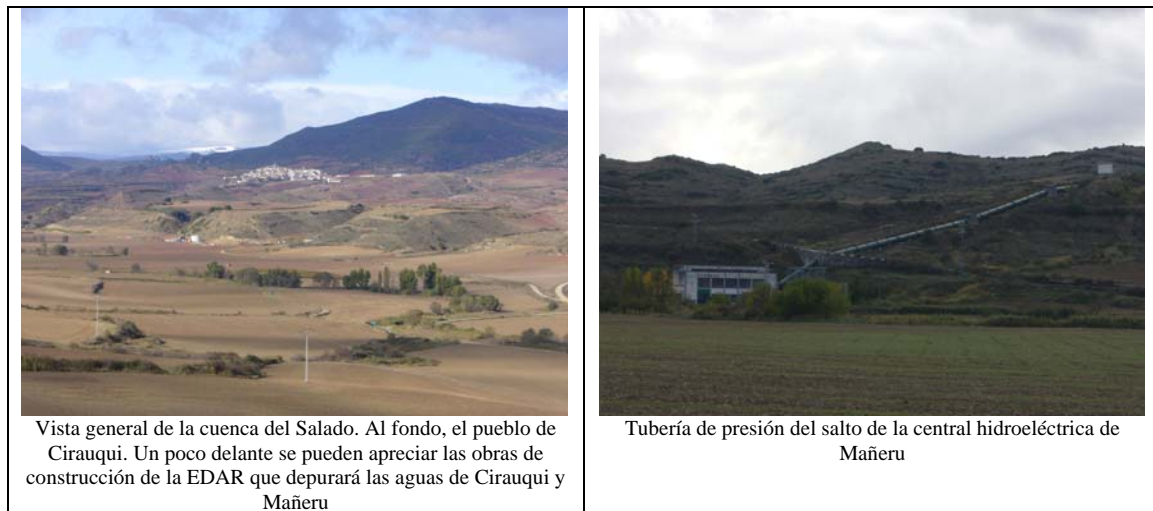 Vista general de la cuenca del Salado. Al fondo, el pueblo de
Cirauqui. Un poco delante se pueden apreciar las obras de
construcción de la EDAR que depurará las aguas de Cirauqui y
Mañeru
Tubería de presión del salto de la central hidroeléctrica de
Mañeru